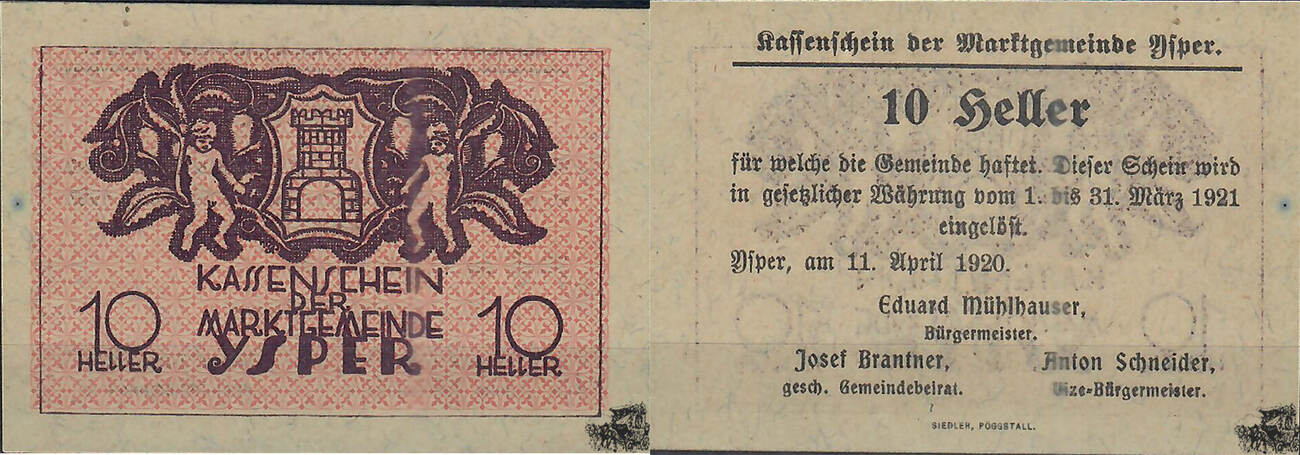 KASSENSCHEIN
DER
MARKTGEMEINDE
YSPER
10
HELLER
10
HELLER
Kassenschein der Marktgemeinde Ysper.
10 Heller
für welche die Gemeinde haftet. Dieser Schein wird
in gesetzlicher Währung vom 1. bis 31. März 1921
eingelöst.
Ysper, am 11. April 1920.
Eduard Mühlhauser,
Bürgermeister.
Josef Brantner,
gesch. Gemeindebeirat.
Anton Schneider,
Vize-Bürgermeister.
SIEDLER, PÖGGSTALL.